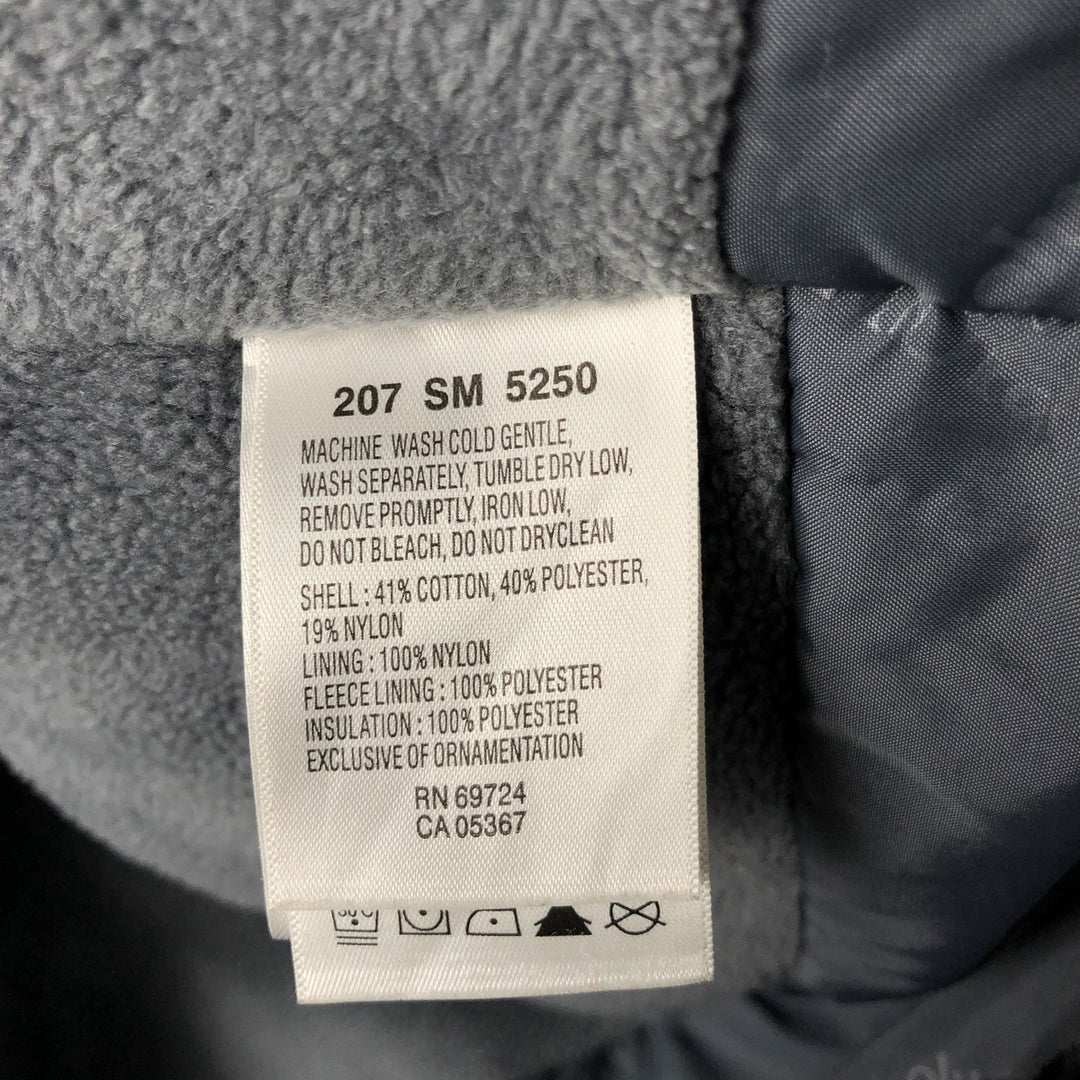 207 SM 5250
MACHINE WASH COLD GENTLE,
WASH SEPARATELY, TUMBLE DRY LOW,
REMOVE PROMPTLY, IRON LOW,
DO NOT BLEACH, DO NOT DRYCLEAN
SHELL : 41% COTTON, 40% POLYESTER,
19% NYLON
LINING : 100% NYLON
FLEECE LINING : 100% POLYESTER
INSULATION : 100% POLYESTER
EXCLUSIVE OF ORNAMENTATION
RN 69724
CA 05367